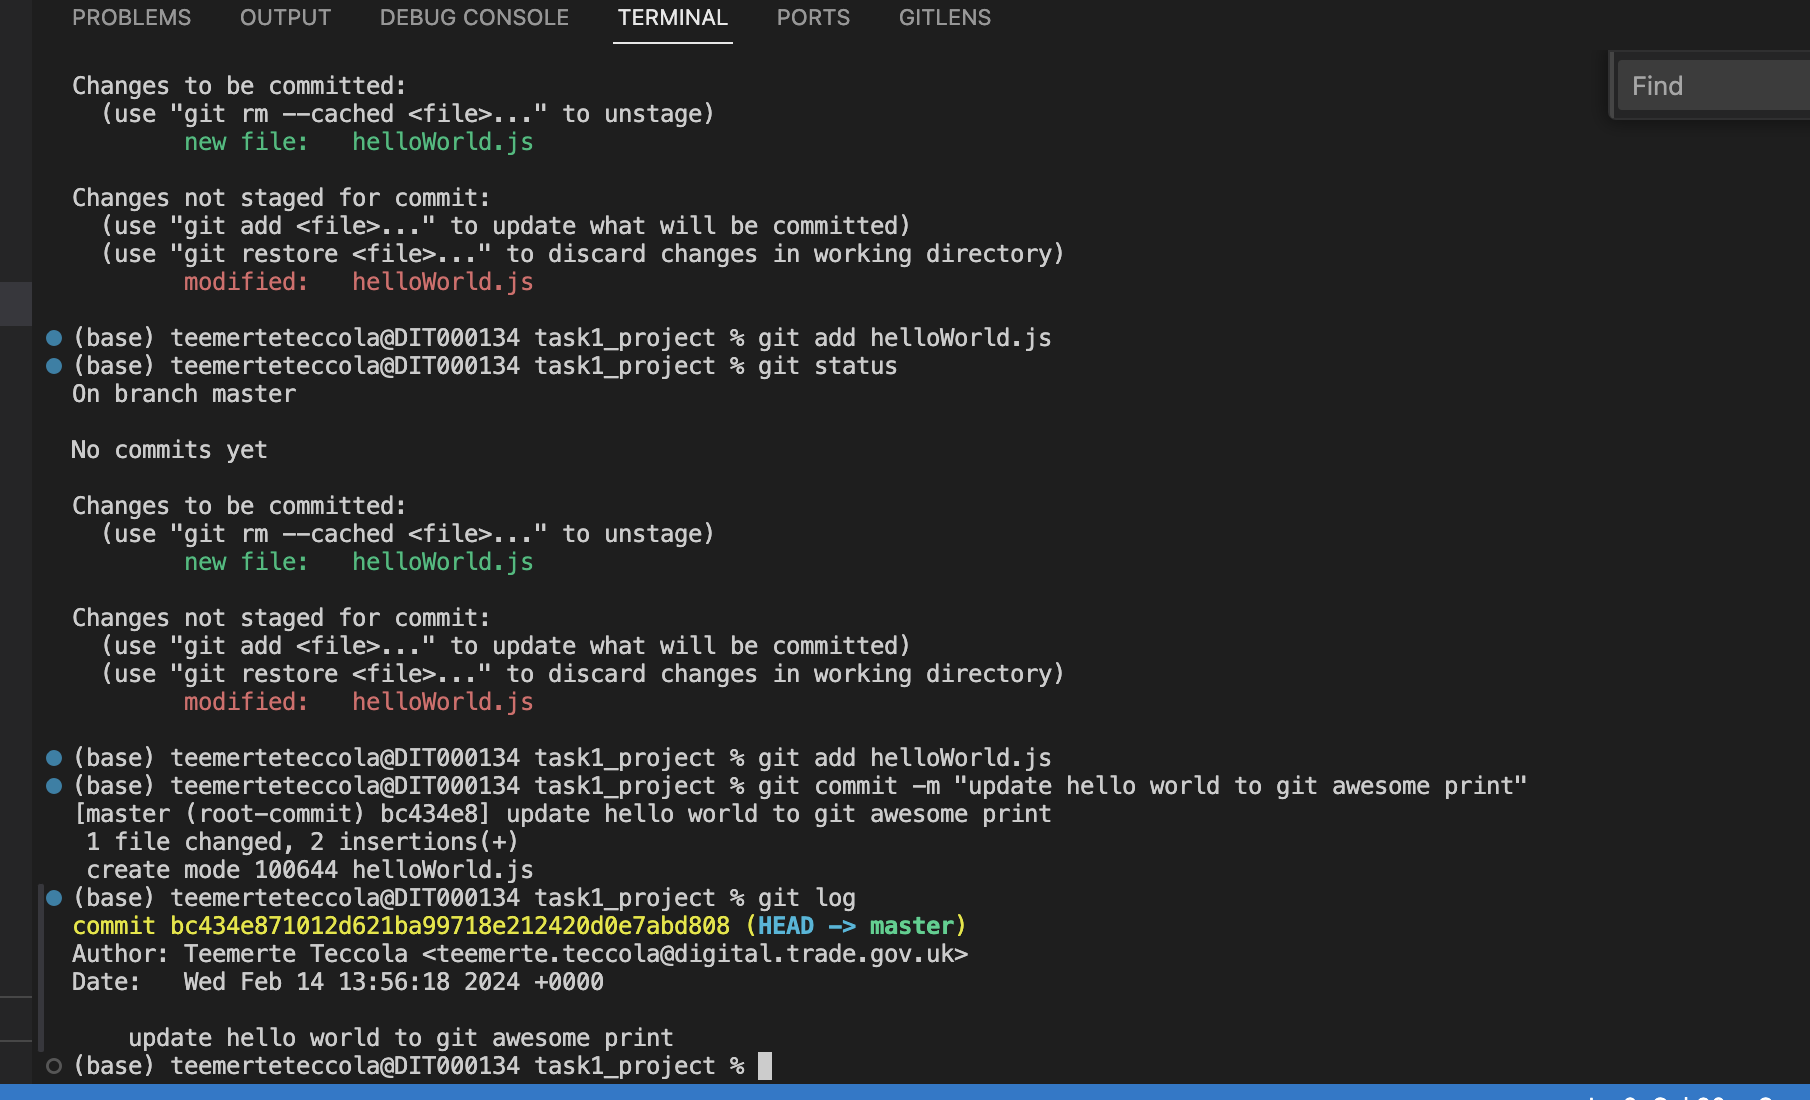 PROBLEMS OUTPUT DEBUG CONSOLE TERMINAL PORTS GITLENS
Find
Changes to be committed:
  (use "git rm --cached <file>..." to unstage)
        new file:   helloWorld.js

Changes not staged for commit:
  (use "git add <file>..." to update what will be committed)
  (use "git restore <file>..." to discard changes in working directory)
        modified:   helloWorld.js

(base) teemerteteccola@DIT000134 task1_project % git add helloWorld.js
(base) teemerteteccola@DIT000134 task1_project % git status
On branch master

No commits yet

Changes to be committed:
  (use "git rm --cached <file>..." to unstage)
        new file:   helloWorld.js

Changes not staged for commit:
  (use "git add <file>..." to update what will be committed)
  (use "git restore <file>..." to discard changes in working directory)
        modified:   helloWorld.js

(base) teemerteteccola@DIT000134 task1_project % git add helloWorld.js
(base) teemerteteccola@DIT000134 task1_project % git commit -m "update hello world to git awesome print"
[master (root-commit) bc434e8] update hello world to git awesome print
 1 file changed, 2 insertions(+)
 create mode 100644 helloWorld.js
(base) teemerteteccola@DIT000134 task1_project % git log
commit bc434e871012d621ba99718e212420d0e7abd808 (HEAD -> master)
Author: Teemerte Teccola <teemerte.teccola@digital.trade.gov.uk>
Date:   Wed Feb 14 13:56:18 2024 +0000

    update hello world to git awesome print
(base) teemerteteccola@DIT000134 task1_project %